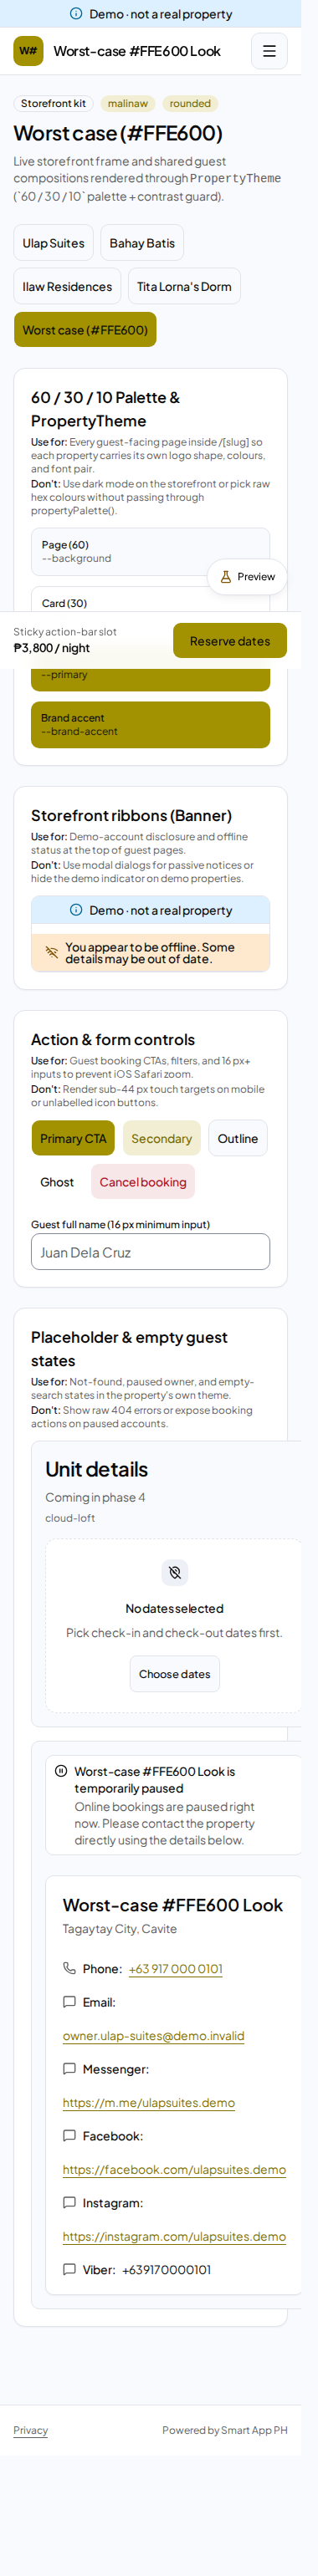 Demo · not a real property
W# Worst-case #FFE600 Look
Storefront kit malinaw rounded
Worst case (#FFE600)
Live storefront frame and shared guest
compositions rendered through PropertyTheme
(`60 / 30 / 10` palette + contrast guard).
Ulap Suites Bahay Batis
Ilaw Residences Tita Lorna's Dorm
Worst case (#FFE600)
60 / 30 / 10 Palette &
PropertyTheme
Use for: Every guest-facing page inside /[slug] so
each property carries its own logo shape, colours,
and font pair.
Don't: Use dark mode on the storefront or pick raw
hex colours without passing through
propertyPalette().
Page (60)
--background
Preview
Card (30)
Sticky action-bar slot
₱3,800 / night
Reserve dates
--primary
Brand accent
--brand-accent
Storefront ribbons (Banner)
Use for: Demo-account disclosure and offline
status at the top of guest pages.
Don't: Use modal dialogs for passive notices or
hide the demo indicator on demo properties.
Demo · not a real property
You appear to be offline. Some
details may be out of date.
Action & form controls
Use for: Guest booking CTAs, filters, and 16 px+
inputs to prevent iOS Safari zoom.
Don't: Render sub-44 px touch targets on mobile
or unlabelled icon buttons.
Primary CTA Secondary Outline
Ghost Cancel booking
Guest full name (16 px minimum input)
Juan Dela Cruz
Placeholder & empty guest
states
Use for: Not-found, paused owner, and empty-
search states in the property's own theme.
Don't: Show raw 404 errors or expose booking
actions on paused accounts.
Unit details
Coming in phase 4
cloud-loft
No dates selected
Pick check-in and check-out dates first.
Choose dates
Worst-case #FFE600 Look is
temporarily paused
Online bookings are paused right
now. Please contact the property
directly using the details below.
Worst-case #FFE600 Look
Tagaytay City, Cavite
Phone: +63 917 000 0101
Email:
owner.ulap-suites@demo.invalid
Messenger:
https://m.me/ulapsuites.demo
Facebook:
https://facebook.com/ulapsuites.demo
Instagram:
https://instagram.com/ulapsuites.demo
Viber: +639170000101
Privacy Powered by Smart App PH